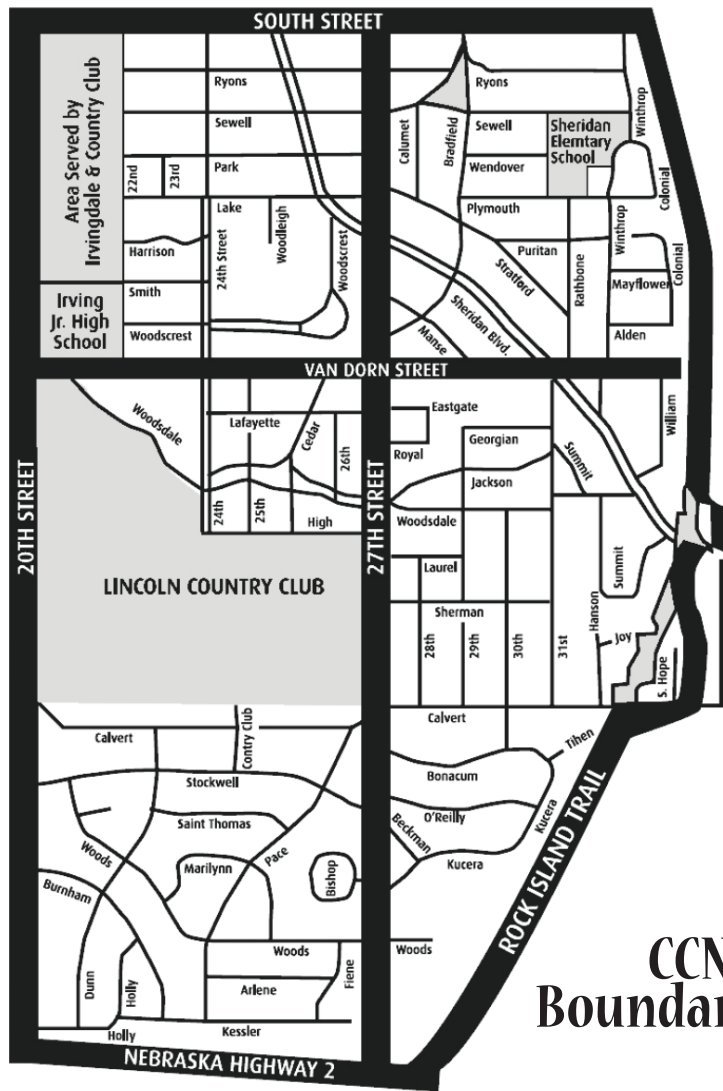 SOUTH STREET
Area Served by
Irvingdale & Country Club
Ryons
Ryons
Sewell
Calumet
Bradfield
Sewell
Sheridan
Elemtary
School
Winthrop
22nd
23rd
Park
Wendover
Colonial
Lake
Plymouth
24th Street
Woodleigh
Woodscrest
Harrison
Puritan
Stratford
Rathbone
Winthrop
Colonial
Irving
Jr. High
School
Smith
Mayflower
Woodscrest
Manse
Sheridan Blvd.
Alden
VAN DORN STREET
Woodsdale
Lafayette
Cedar
26th
Eastgate
Georgian
Royal
Summit
William
Jackson
24th
25th
High
Woodsdale
20TH STREET
27TH STREET
LINCOLN COUNTRY CLUB
Laurel
Summit
Sherman
Hanson
28th
29th
30th
31st
Joy
S. Hope
Calvert
Calvert
Contry Club
Tihen
Stockwell
Bonacum
Saint Thomas
O'Reilly
Beckman
Kucera
Kucera
Woods
Marilynn
Pace
Bishop
Burnham
ROCK ISLAND TRAIL
Woods
Woods
Dunn
Holly
Arlene
Fiene
Holly
Kessler
NEBRASKA HIGHWAY 2
CCN
Boundar